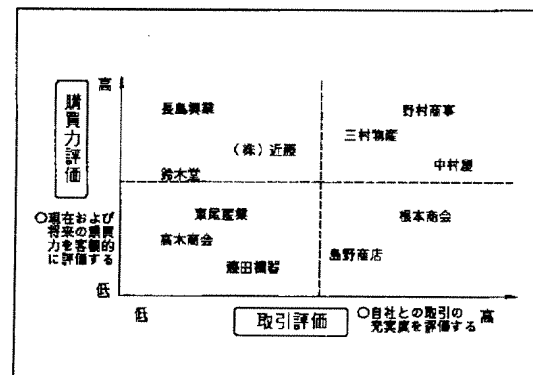 高
購買力評価
長島興業
野村商事
三村物産
(株)近藤
中村屋
鈴木堂
東尾産業
根本商会
○現在および
将来の購買
力を客観的
に評価する
高木商会
島野商店
藤田機器
低
低
取引評価
○自社との取引の
充実度を評価する
高